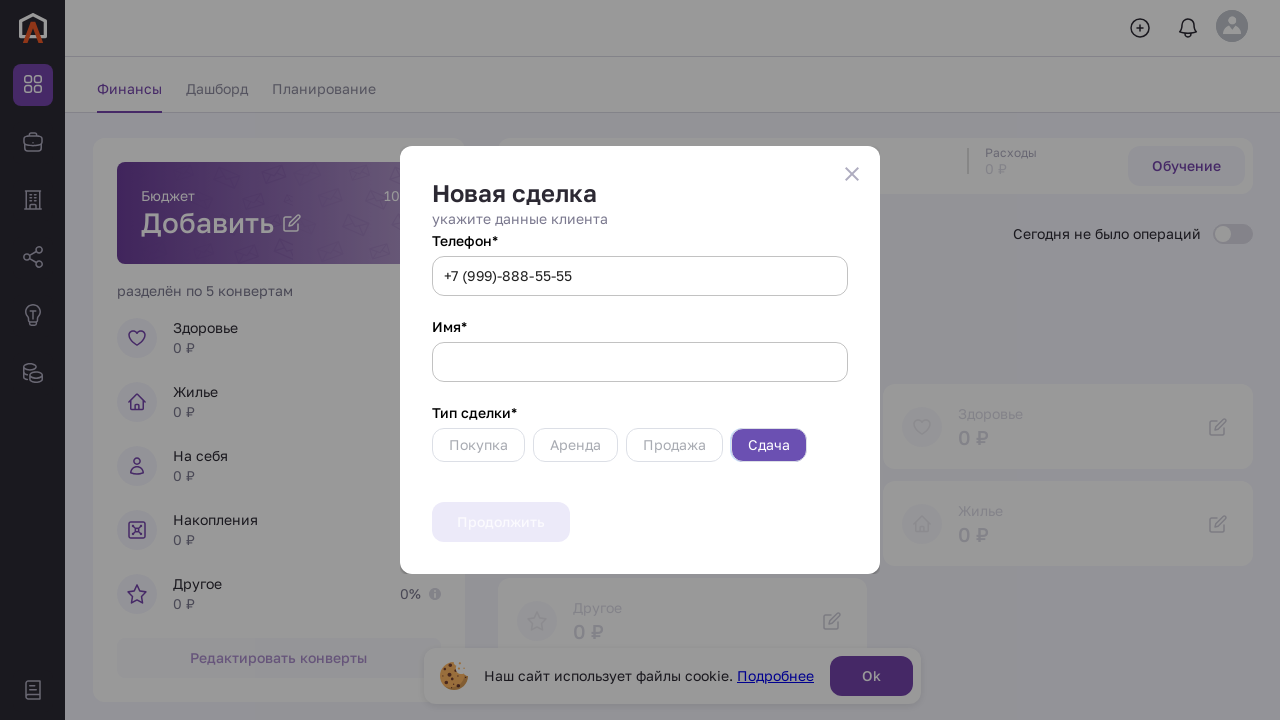 Финансы
Дашборд
Планирование
Бюджет
10
Добавить
разделён по 5 конвертам
Здоровье
0 ₽
Жилье
0 ₽
На себя
0 ₽
Накопления
0 ₽
Другое
0 ₽
0%
Редактировать конверты
Новая сделка
укажите данные клиента
Телефон*
+7 (999)-888-55-55
Имя*
Тип сделки*
Покупка
Аренда
Продажа
Сдача
Продолжить
Расходы
0 ₽
Обучение
Сегодня не было операций
Здоровье
0 ₽
Жилье
0 ₽
Другое
0 ₽
Наш сайт использует файлы cookie. Подробнее
Ok